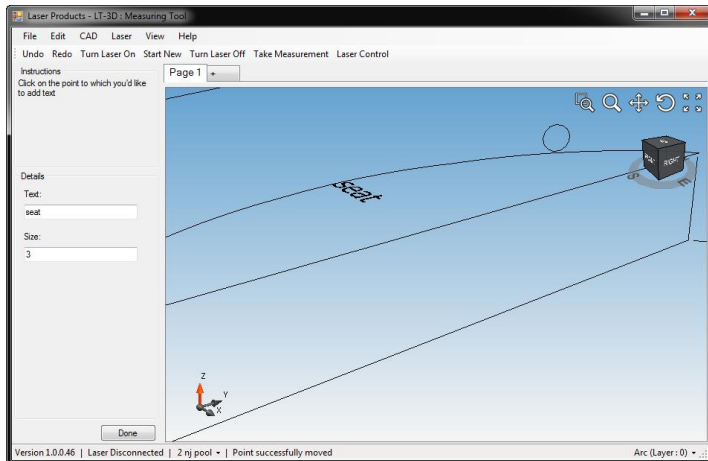 Laser Products - LT-3D : Measuring Tool
File Edit CAD Laser View Help
Undo Redo Turn Laser On Start New Turn Laser Off Take Measurement Laser Control
Instructions
Click on the point to which you'd like
to add text
Page 1 +
Details
Text:
seat
Size:
3
Done
seat
RIGHT
S
E
Z
Y
X
Version 1.0.0.46 | Laser Disconnected | 2 nj pool | Point successfully moved
Arc (Layer : 0)